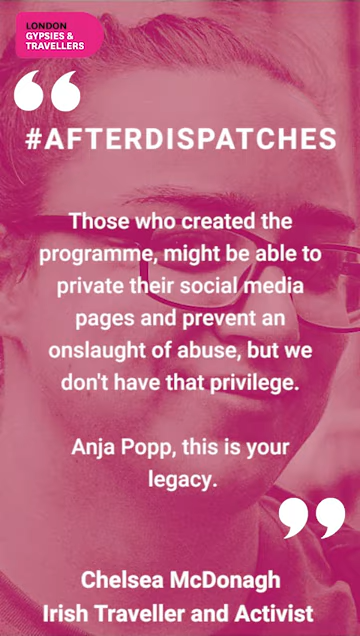 LONDON
GYPSIES &
TRAVELLERS
“
#AFTERDISPATCHES
Those who created the
programme, might be able to
private their social media
pages and prevent an
onslaught of abuse, but we
don't have that privilege.
Anja Popp, this is your
legacy.
”
Chelsea McDonagh
Irish Traveller and Activist